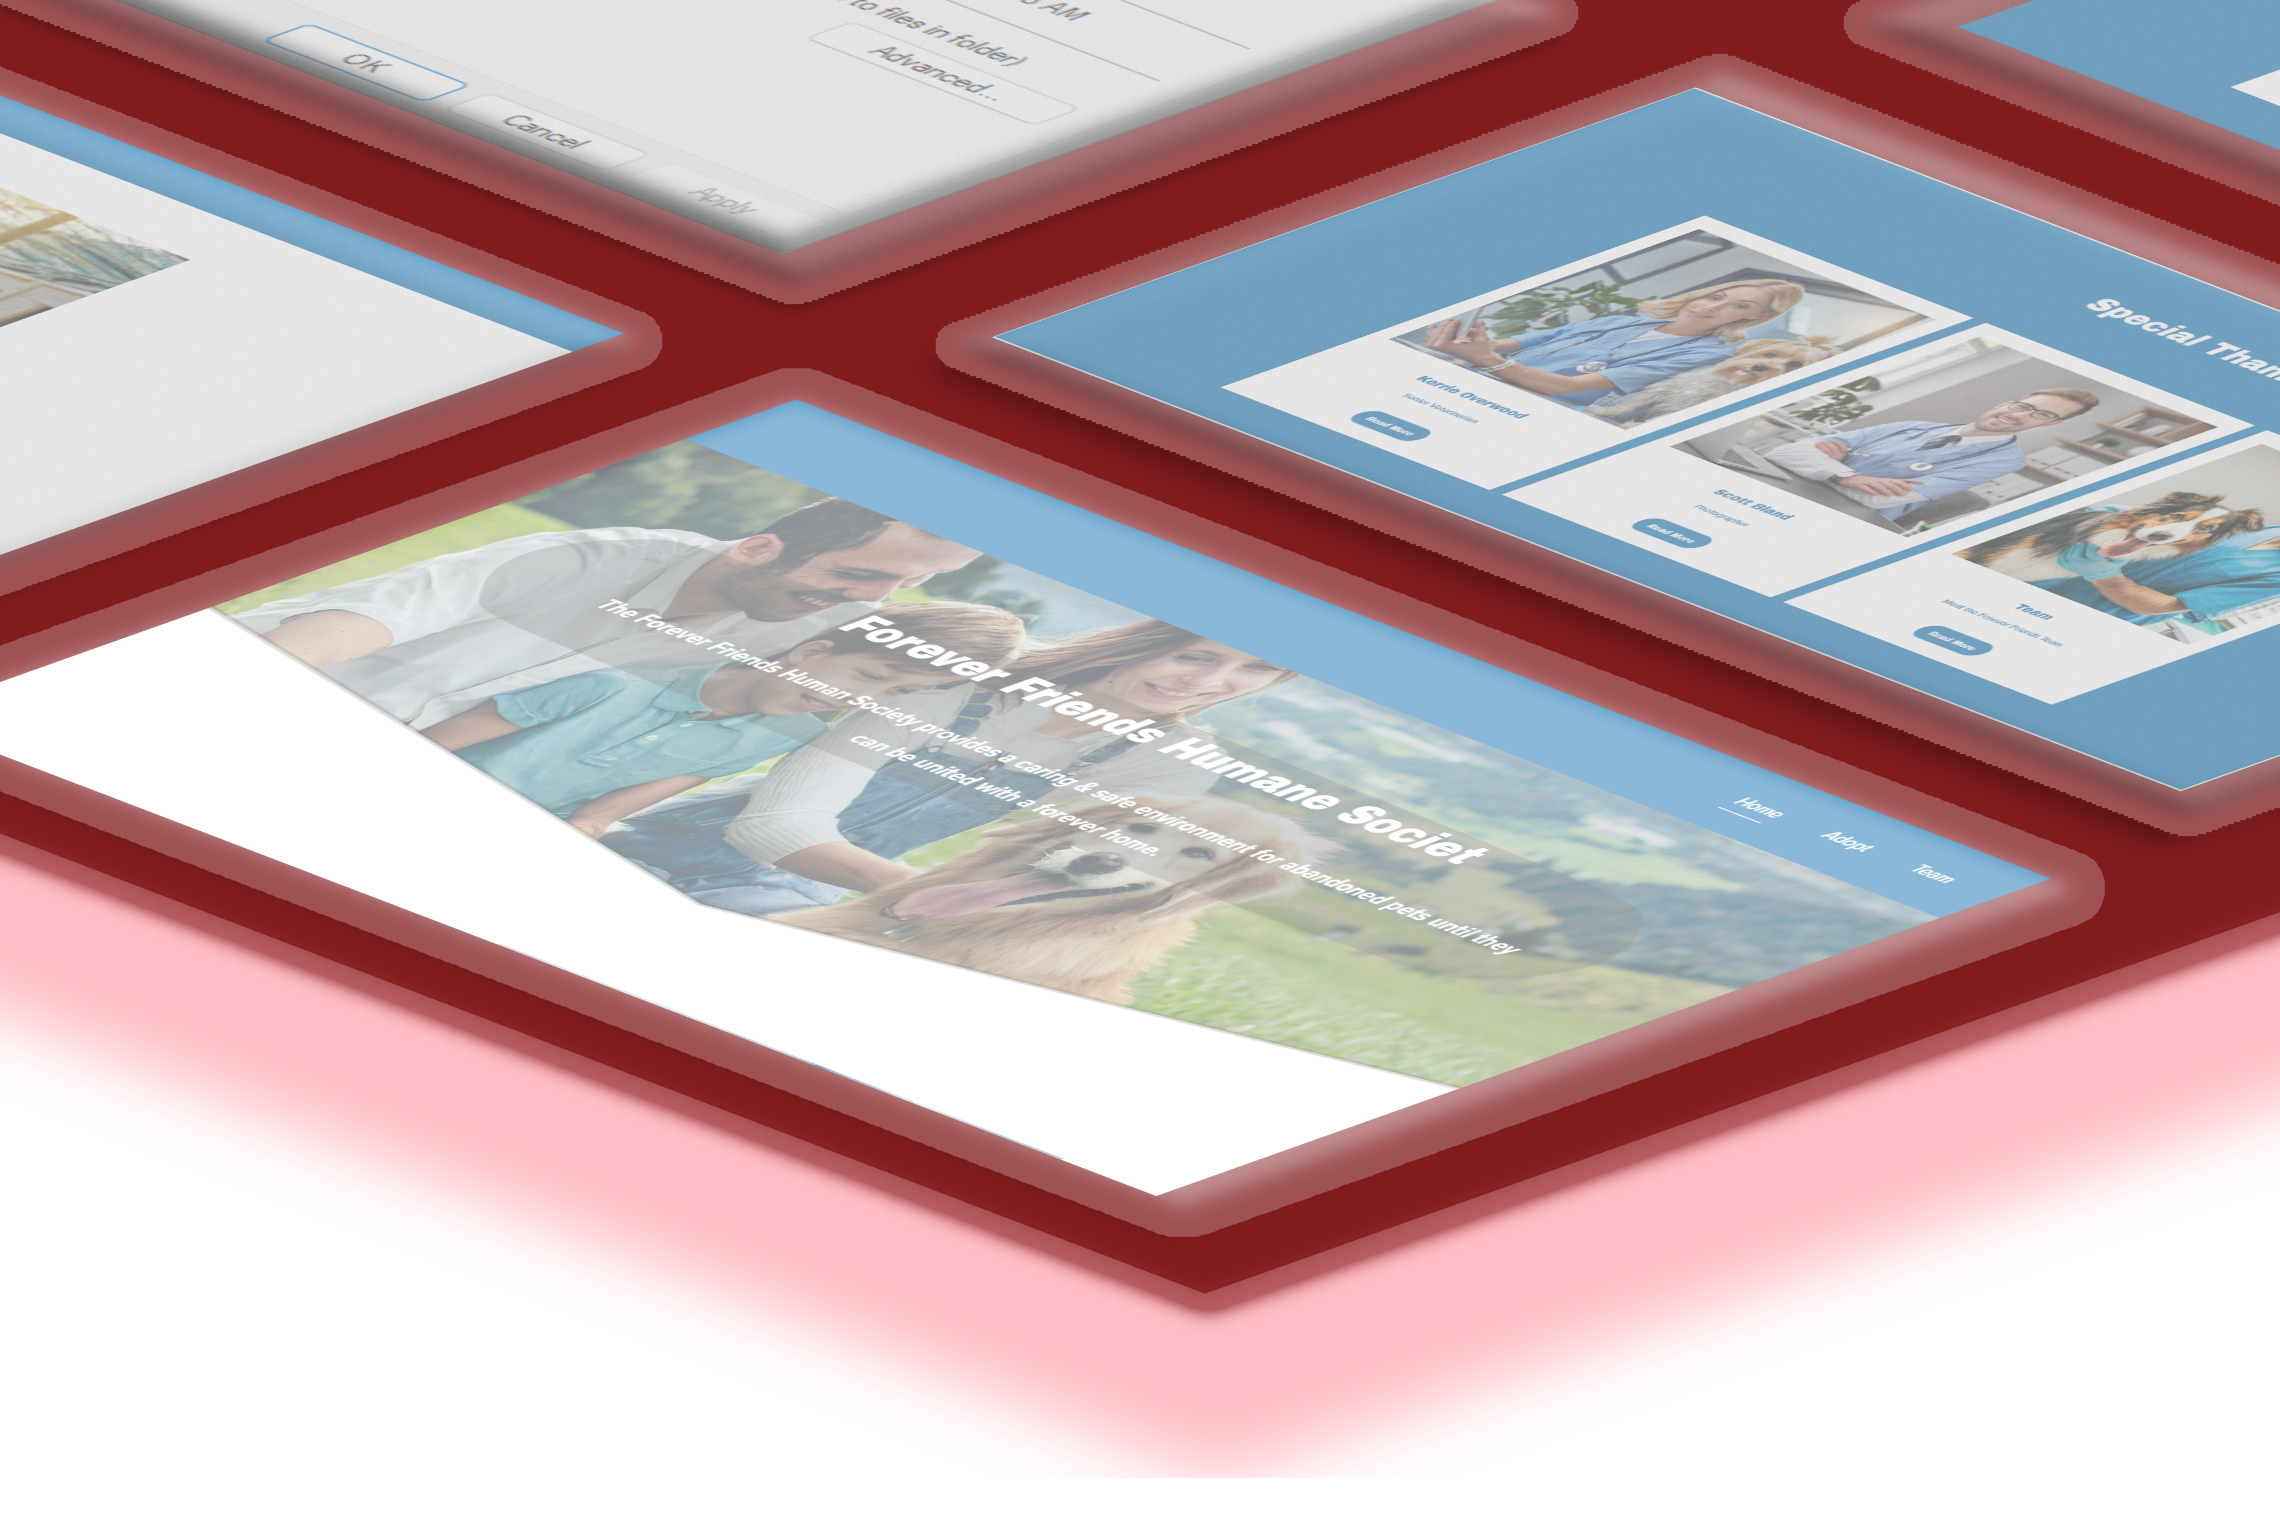 3 AM
to files in folder)
Advanced...
OK
Cancel
Apply
Special Than
Kerrie Overwood
Senior Veterinarian
Read More
Scott Bland
Photographer
Read More
Team
Meet the Forever Friends Team
Read More
Home
Adopt
Team
Forever Friends Humane Societ
The Forever Friends Human Society provides a caring & safe environment for abandoned pets until they
can be united with a forever home.